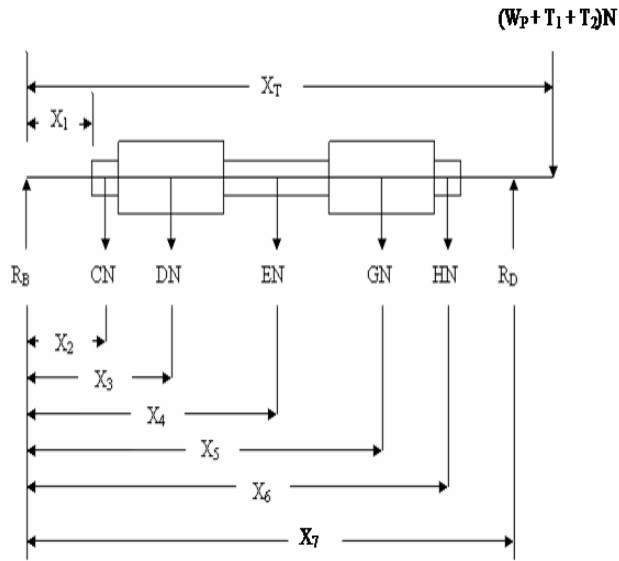 (W_P + T_1 + T_2)N
X_T
X_1
R_B CN DN EN GN HN R_D
X_2
X_3
X_4
X_5
X_6
X_7